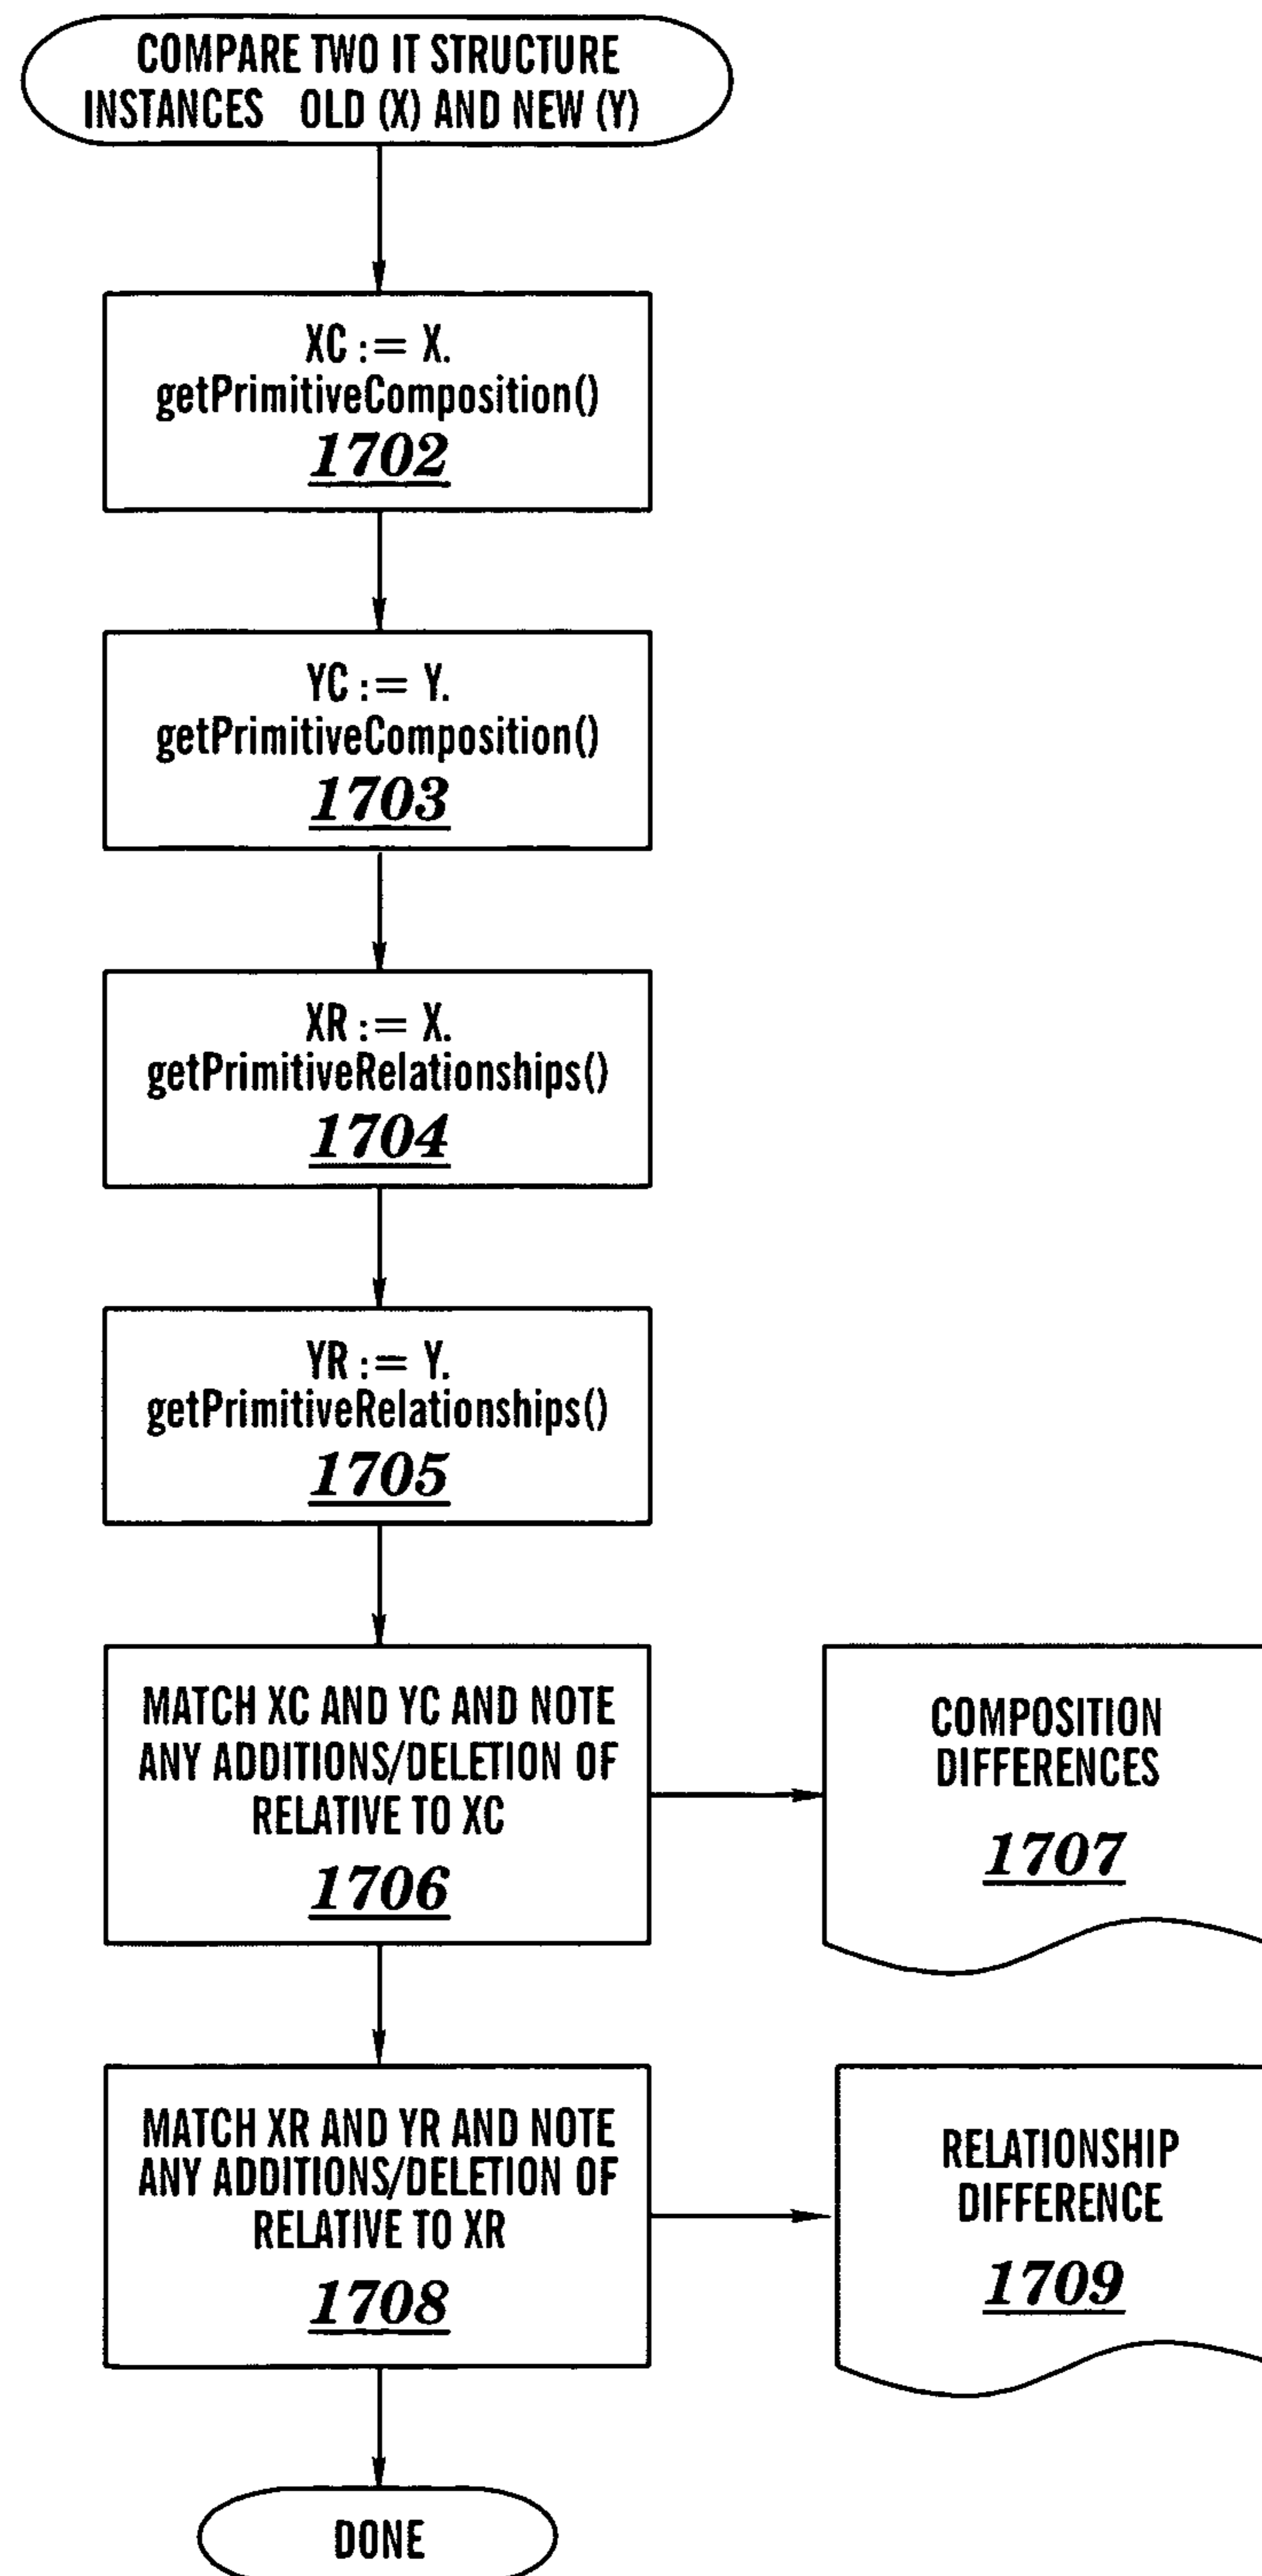 COMPARE TWO IT STRUCTURE
INSTANCES OLD (X) AND NEW (Y)
XC := X.
getPrimitiveComposition()
1702
YC := Y.
getPrimitiveComposition()
1703
XR := X.
getPrimitiveRelationships()
1704
YR := Y.
getPrimitiveRelationships()
1705
MATCH XC AND YC AND NOTE
ANY ADDITIONS/DELETION OF
RELATIVE TO XC
1706
COMPOSITION
DIFFERENCES
1707
MATCH XR AND YR AND NOTE
ANY ADDITIONS/DELETION OF
RELATIVE TO XR
1708
RELATIONSHIP
DIFFERENCE
1709
DONE